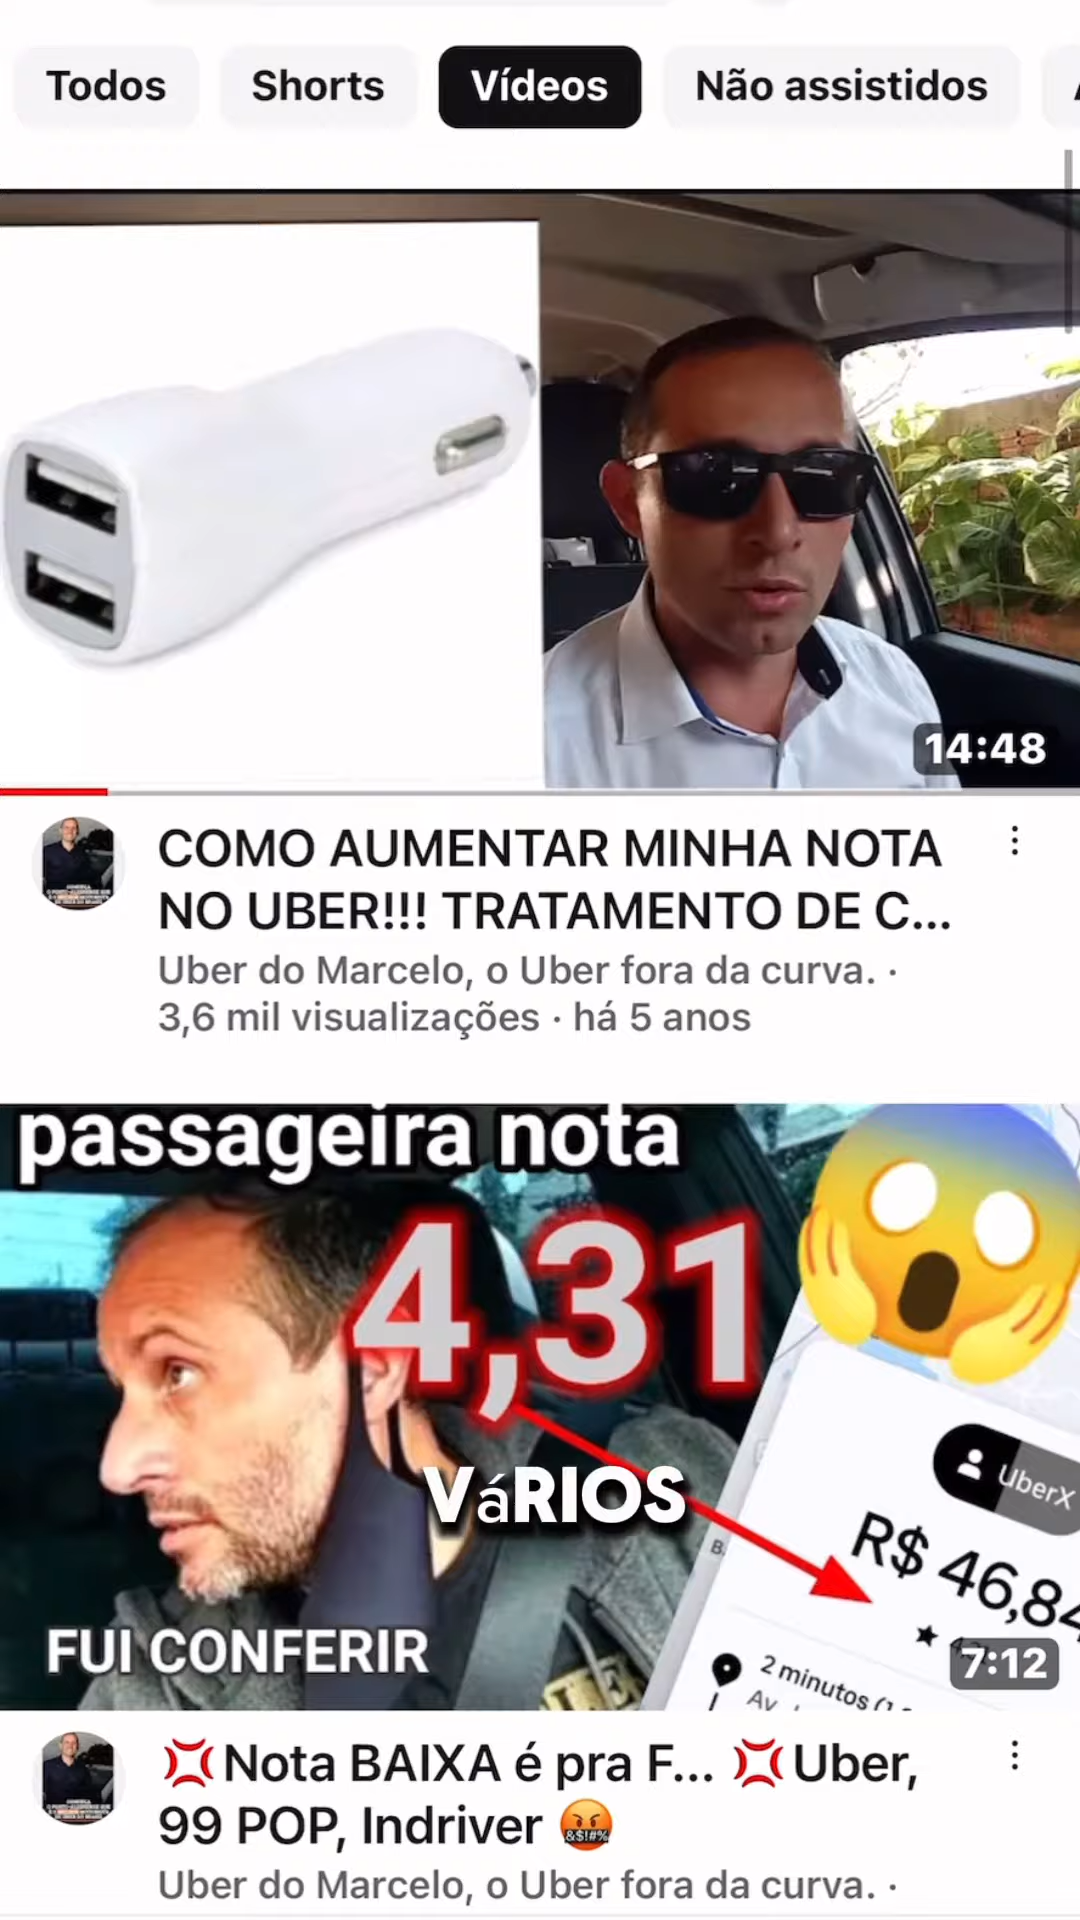 Todos
Shorts
Vídeos
Não assistidos
14:48
COMO AUMENTAR MINHA NOTA
NO UBER!!! TRATAMENTO DE C...
Uber do Marcelo, o Uber fora da curva. ·
3,6 mil visualizações · há 5 anos
passageira nota
4,31
UberX
R$ 46,84
VáRIOS
FUI CONFERIR
2 minutos
Av
7:12
💢Nota BAIXA é pra F... 💢Uber,
99 POP, Indriver 🤬
Uber do Marcelo, o Uber fora da curva. ·